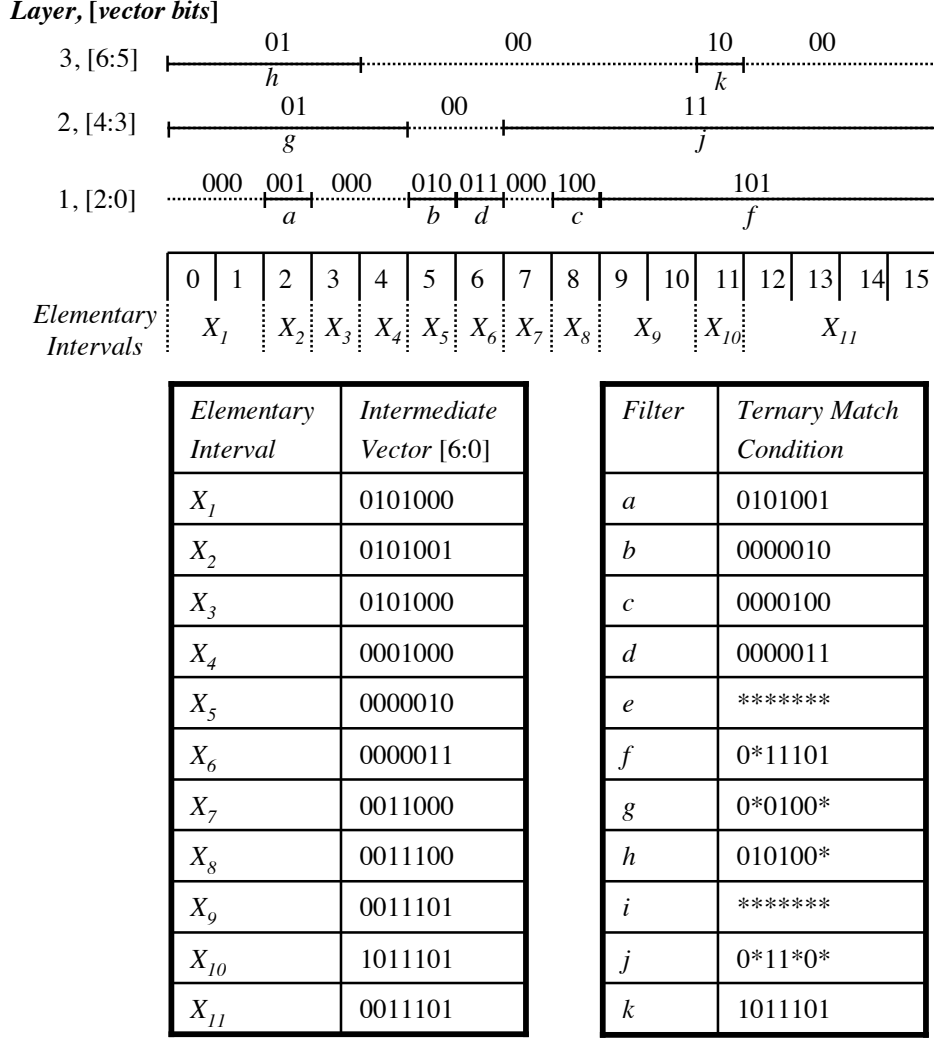 Layer, [vector bits]
3, [6:5] 01 00 10 00
h k
2, [4:3] 01 00 11
g j
1, [2:0] 000 001 000 010 011 000 100 101
a b d c f
0 1 2 3 4 5 6 7 8 9 10 11 12 13 14 15
Elementary Intervals X1 X2 X3 X4 X5 X6 X7 X8 X9 X10 X11
Elementary Interval Intermediate Vector [6:0]
X1 0101000
X2 0101001
X3 0101000
X4 0001000
X5 0000010
X6 0000011
X7 0011000
X8 0011100
X9 0011101
X10 1011101
X11 0011101
Filter Ternary Match Condition
a 0101001
b 0000010
c 0000100
d 0000011
e *******
f 0*11101
g 0*0100*
h 010100*
i *******
j 0*11*0*
k 1011101